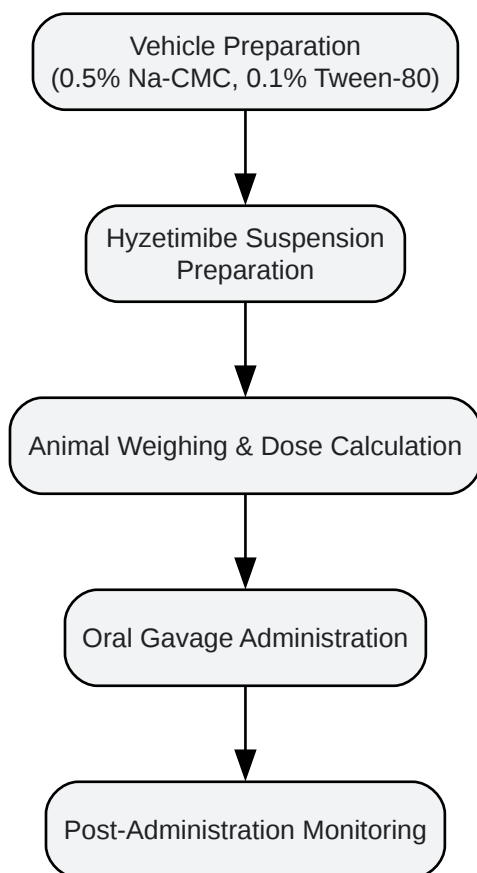 Vehicle Preparation
(0.5% Na-CMC, 0.1% Tween-80)
Hyzetimibe Suspension
Preparation
Animal Weighing & Dose Calculation
Oral Gavage Administration
Post-Administration Monitoring